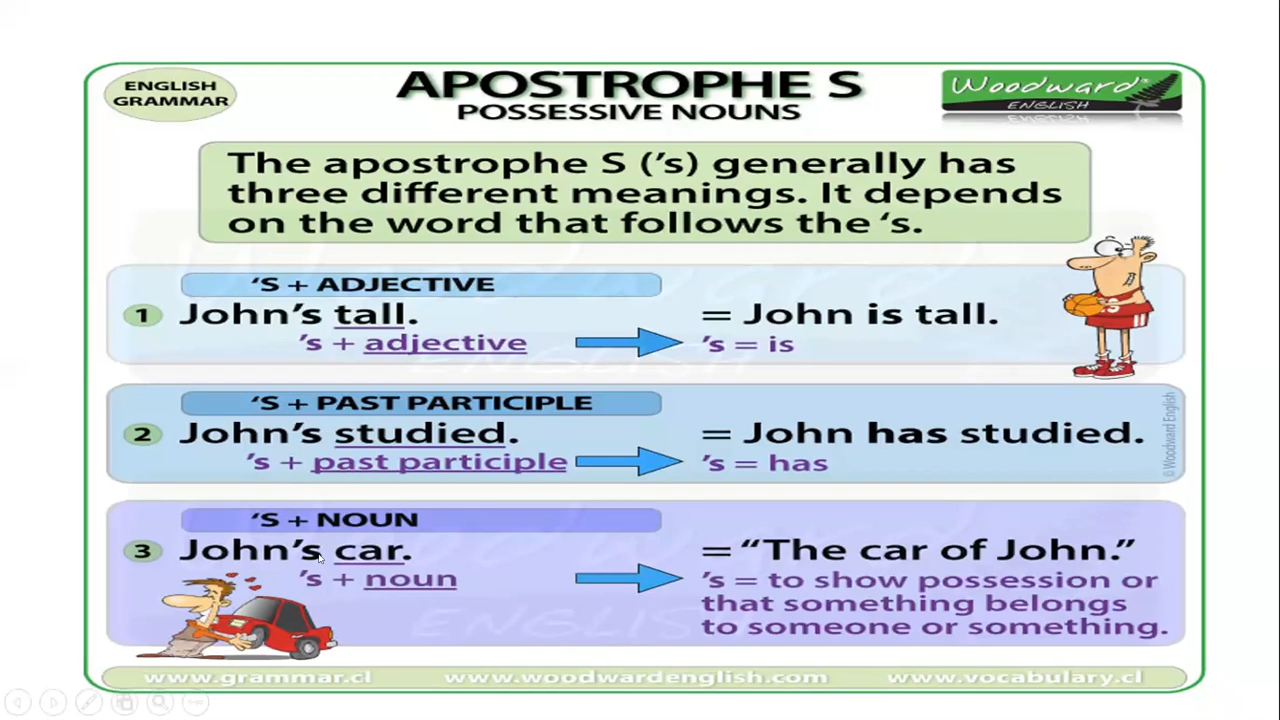 ENGLISH
GRAMMAR
APOSTROPHE S
POSSESSIVE NOUNS
Woodward®
ENGLISH
The apostrophe S (’s) generally has
three different meanings. It depends
on the word that follows the ‘s.
‘S + ADJECTIVE
1 John’s tall. = John is tall.
’s + adjective ’s = is
‘S + PAST PARTICIPLE
2 John’s studied. = John has studied.
’s + past participle ’s = has
© Woodward English
‘S + NOUN
3 John’s car. = “The car of John.”
’s + noun ’s = to show possession or
that something belongs
to someone or something.
www.grammar.cl www.woodwardenglish.com www.vocabulary.cl